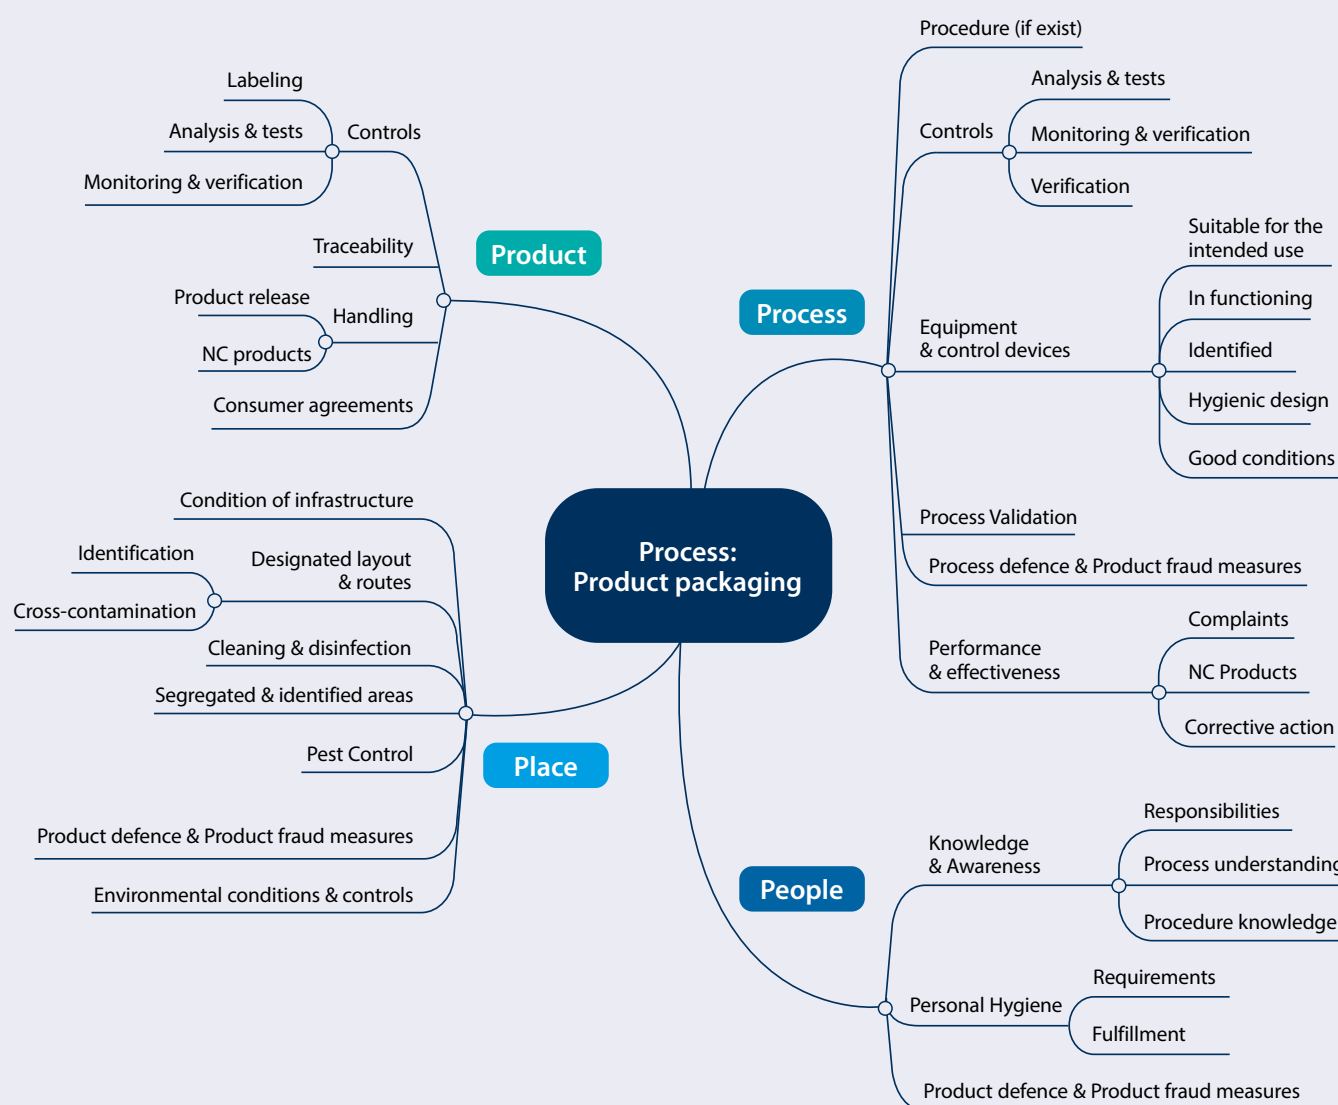 Procedure (if exist)
Labeling
Analysis & tests
Monitoring & verification
Controls
Traceability
Product release
NC products
Handling
Consumer agreements
Product
Process
Controls
Analysis & tests
Monitoring & verification
Verification
Equipment
& control devices
Suitable for the
intended use
In functioning
Identified
Hygienic design
Good conditions
Process Validation
Process defence & Product fraud measures
Performance
& effectiveness
Complaints
NC Products
Corrective action
Process:
Product packaging
Condition of infrastructure
Identification
Cross-contamination
Designated layout
& routes
Cleaning & disinfection
Segregated & identified areas
Pest Control
Product defence & Product fraud measures
Environmental conditions & controls
Place
People
Knowledge
& Awareness
Responsibilities
Process understanding
Procedure knowledge
Personal Hygiene
Requirements
Fulfillment
Product defence & Product fraud measures